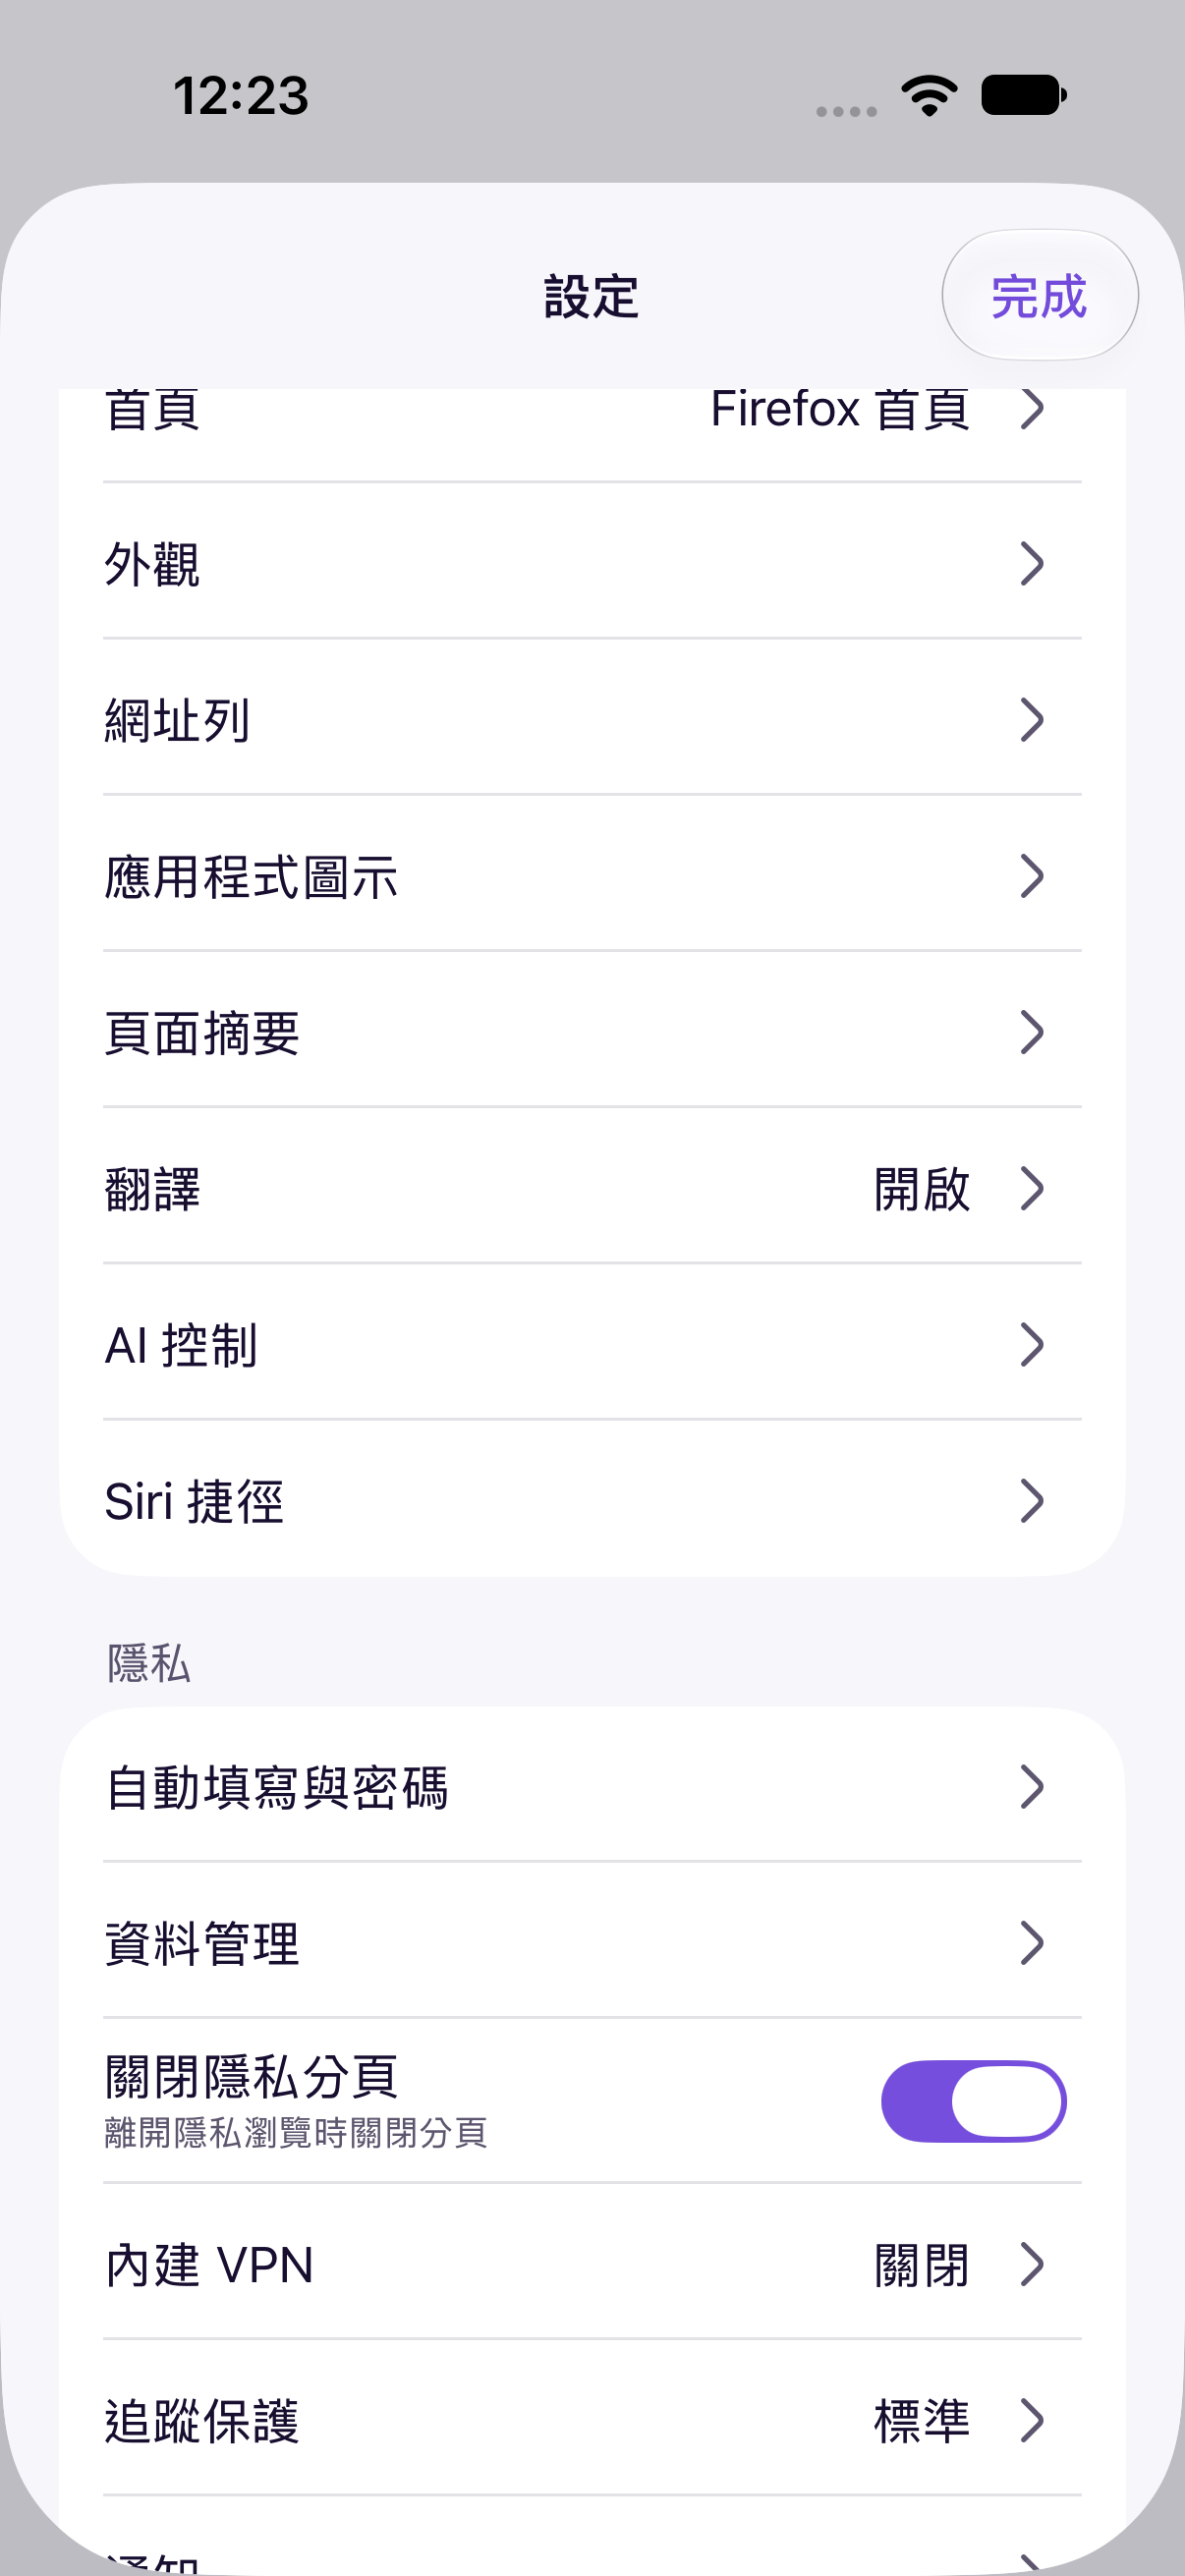 12:23
設定
完成
首頁
Firefox 首頁
外觀
網址列
應用程式圖示
頁面摘要
翻譯
開啟
AI 控制
Siri 捷徑
隱私
自動填寫與密碼
資料管理
關閉隱私分頁
離開隱私瀏覽時關閉分頁
內建 VPN
關閉
追蹤保護
標準
通知